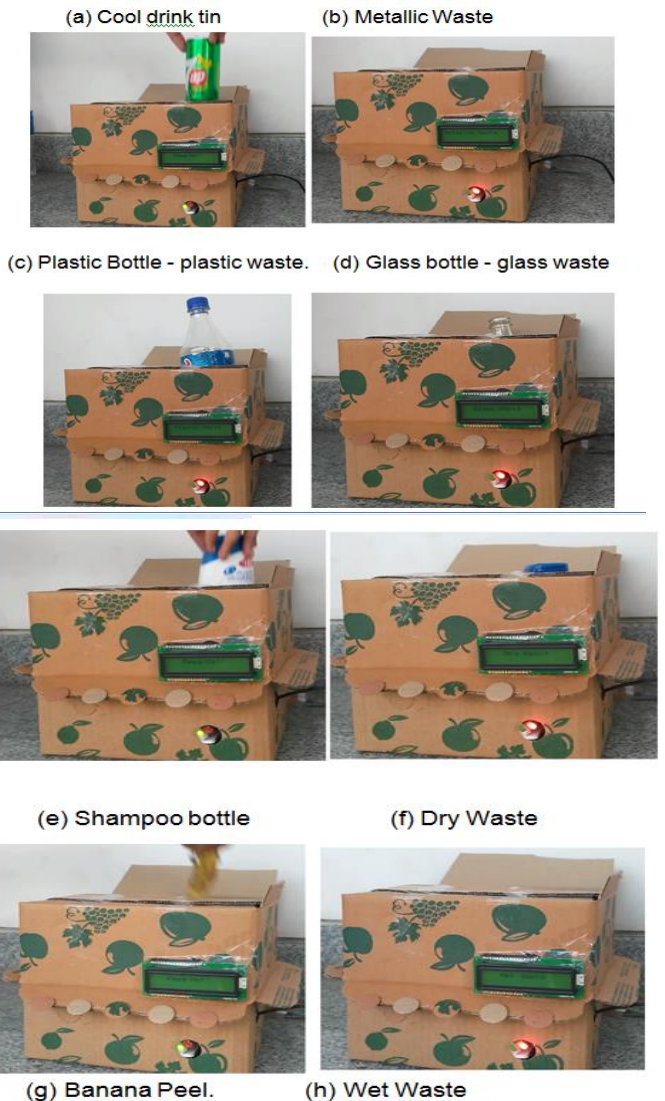 (a) Cool drink tin
(b) Metallic Waste
(c) Plastic Bottle - plastic waste.
(d) Glass bottle - glass waste
(e) Shampoo bottle
(f) Dry Waste
(g) Banana Peel.
(h) Wet Waste